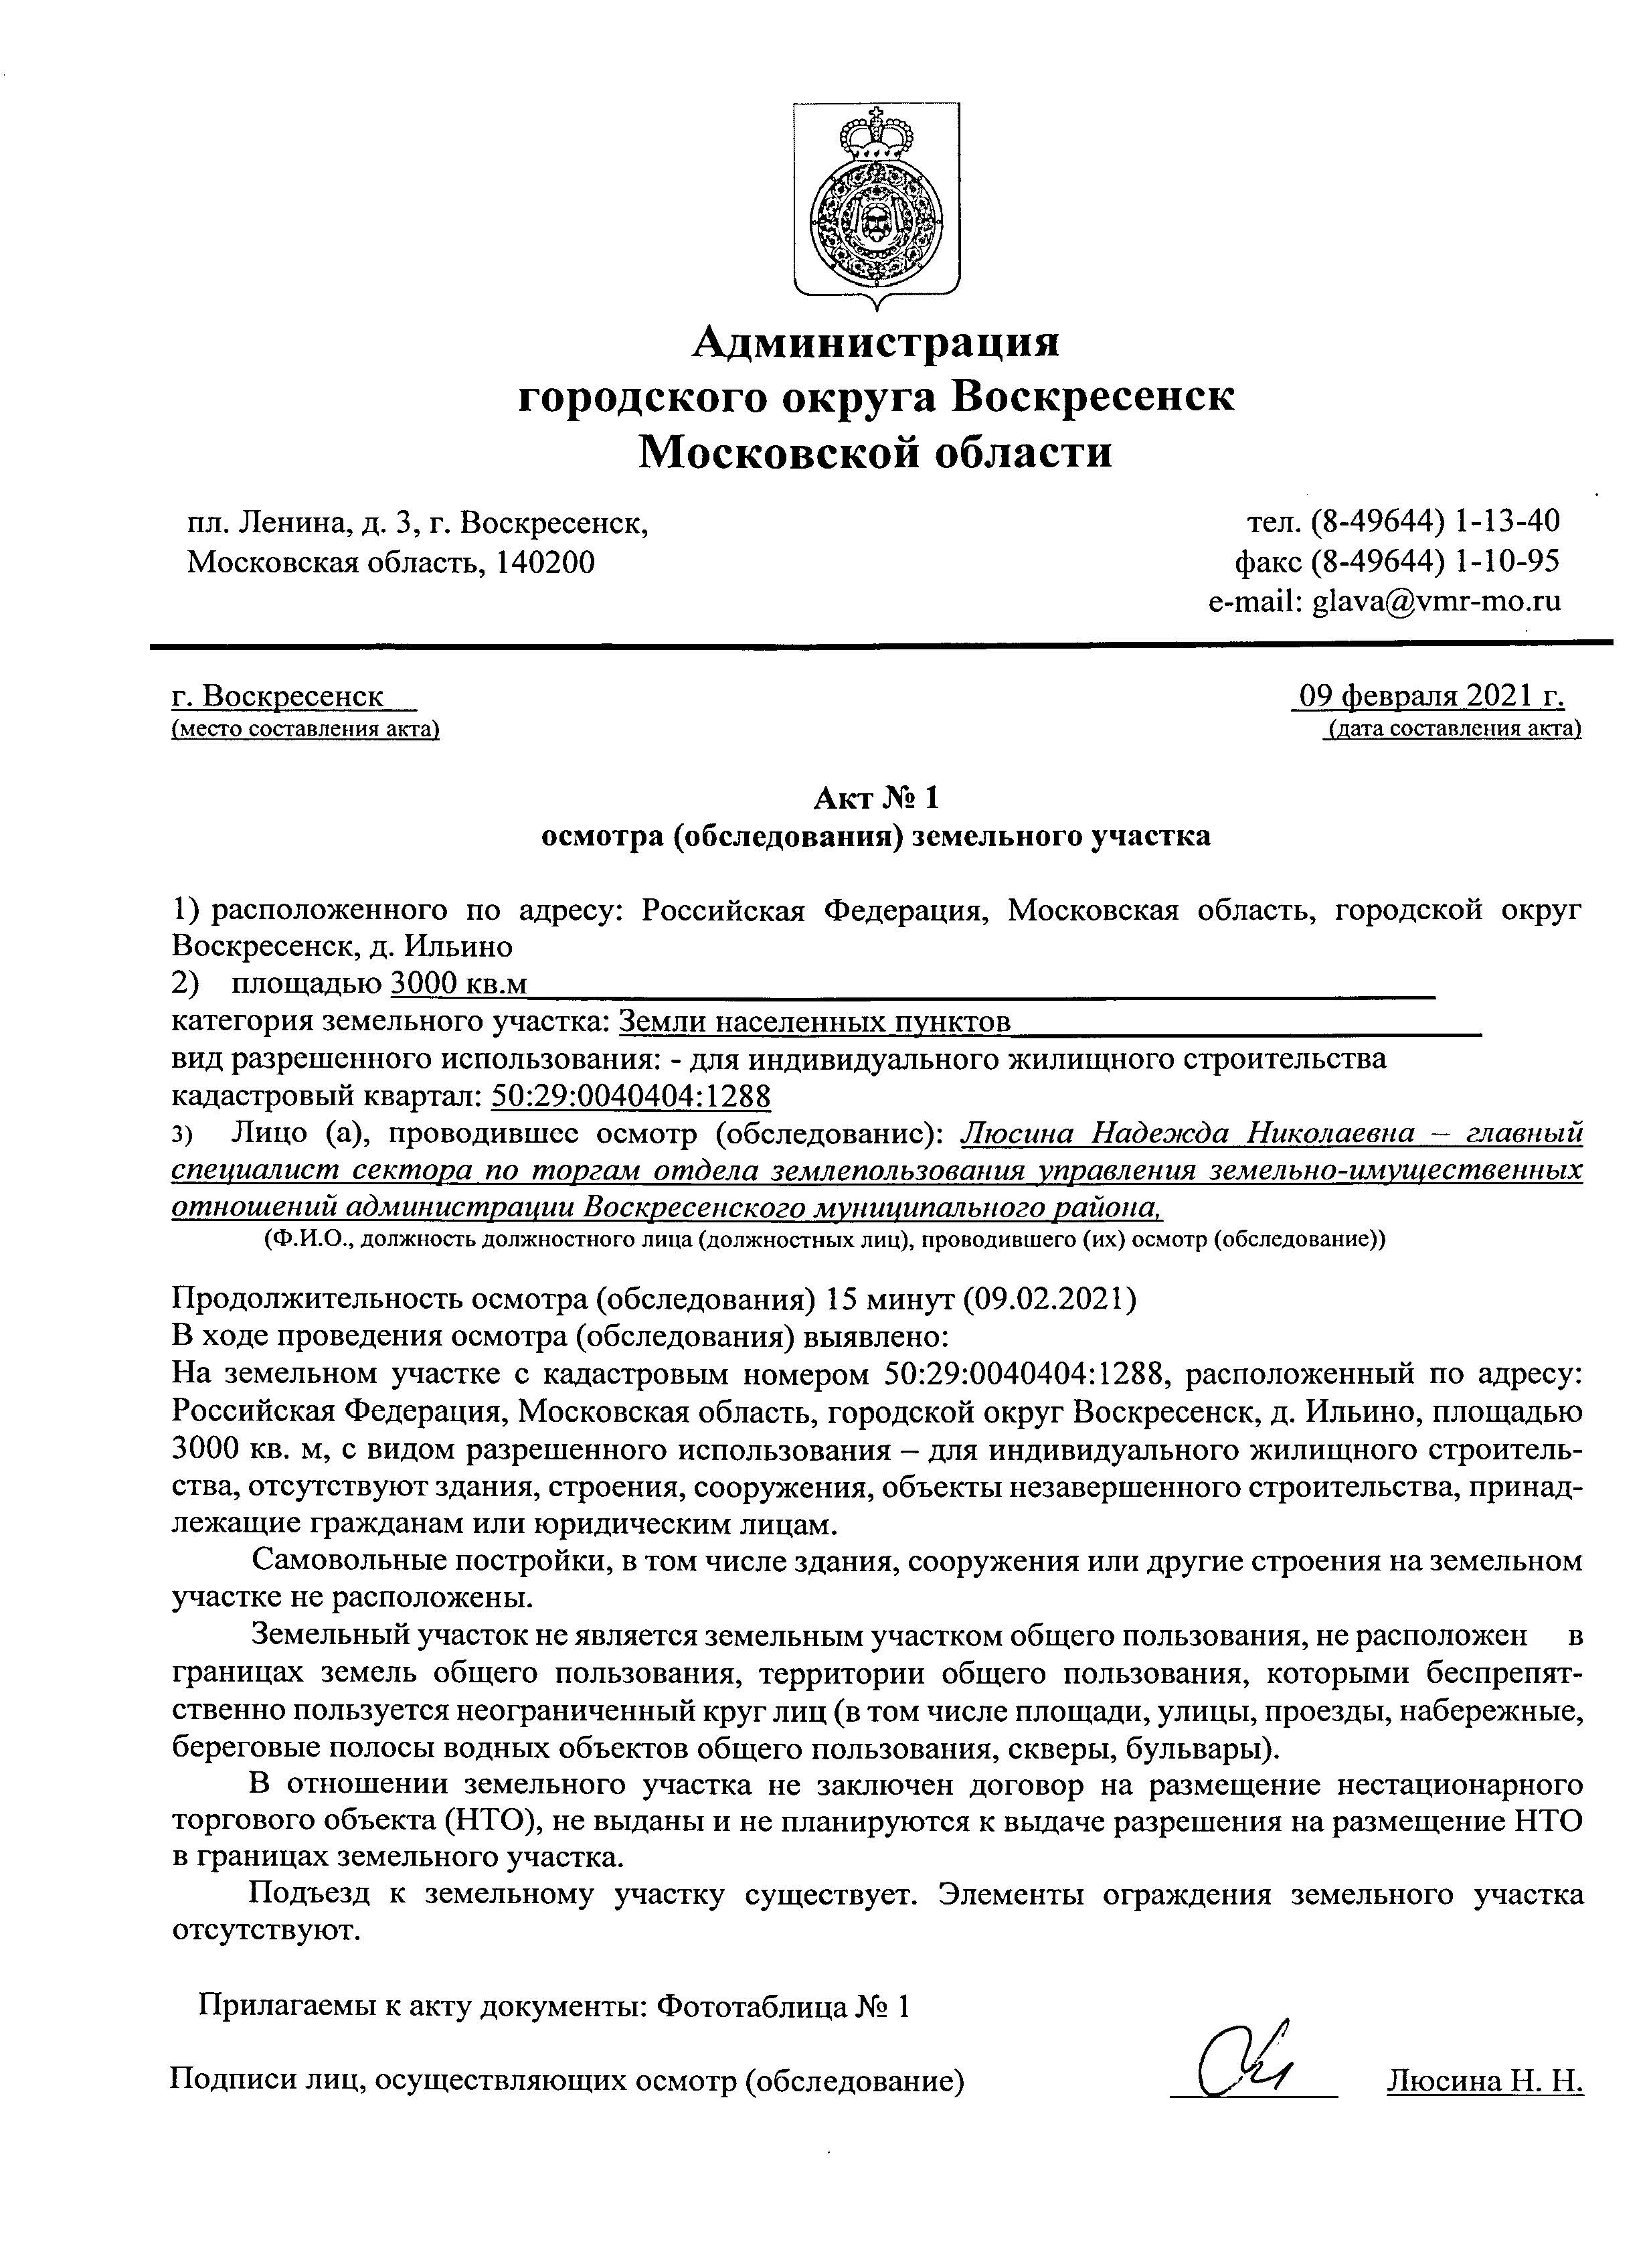 Администрация
городского округа Воскресенск
Московской области
пл. Ленина, д. 3, г. Воскресенск,
Московская область, 140200
тел. (8-49644) 1-13-40
факс (8-49644) 1-10-95
e-mail: glava@vmr-mo.ru
г. Воскресенск
(место составления акта)
09 февраля 2021 г.
(дата составления акта)
Акт № 1
осмотра (обследования) земельного участка
1) расположенного по адресу: Российская Федерация, Московская область, городской округ
Воскресенск, д. Ильино
2) площадью 3000 кв.м
категория земельного участка: Земли населенных пунктов
вид разрешенного использования: - для индивидуального жилищного строительства
кадастровый квартал: 50:29:0040404:1288
3) Лицо (а), проводившее осмотр (обследование): Люсина Надежда Николаевна – главный
специалист сектора по торгам отдела землепользования управления земельно-имущественных
отношений администрации Воскресенского муниципального района,
(Ф.И.О., должность должностного лица (должностных лиц), проводившего (их) осмотр (обследование))
Продолжительность осмотра (обследования) 15 минут (09.02.2021)
В ходе проведения осмотра (обследования) выявлено:
На земельном участке с кадастровым номером 50:29:0040404:1288, расположенный по адресу:
Российская Федерация, Московская область, городской округ Воскресенск, д. Ильино, площадью
3000 кв. м, с видом разрешенного использования – для индивидуального жилищного строитель-
ства, отсутствуют здания, строения, сооружения, объекты незавершенного строительства, принад-
лежащие гражданам или юридическим лицам.
Самовольные постройки, в том числе здания, сооружения или другие строения на земельном
участке не расположены.
Земельный участок не является земельным участком общего пользования, не расположен в
границах земель общего пользования, территории общего пользования, которыми беспрепят-
ственно пользуется неограниченный круг лиц (в том числе площади, улицы, проезды, набережные,
береговые полосы водных объектов общего пользования, скверы, бульвары).
В отношении земельного участка не заключен договор на размещение нестационарного
торгового объекта (НТО), не выданы и не планируются к выдаче разрешения на размещение НТО
в границах земельного участка.
Подъезд к земельному участку существует. Элементы ограждения земельного участка
отсутствуют.
Прилагаемы к акту документы: Фототаблица № 1
Подписи лиц, осуществляющих осмотр (обследование) Люсина Н. Н.